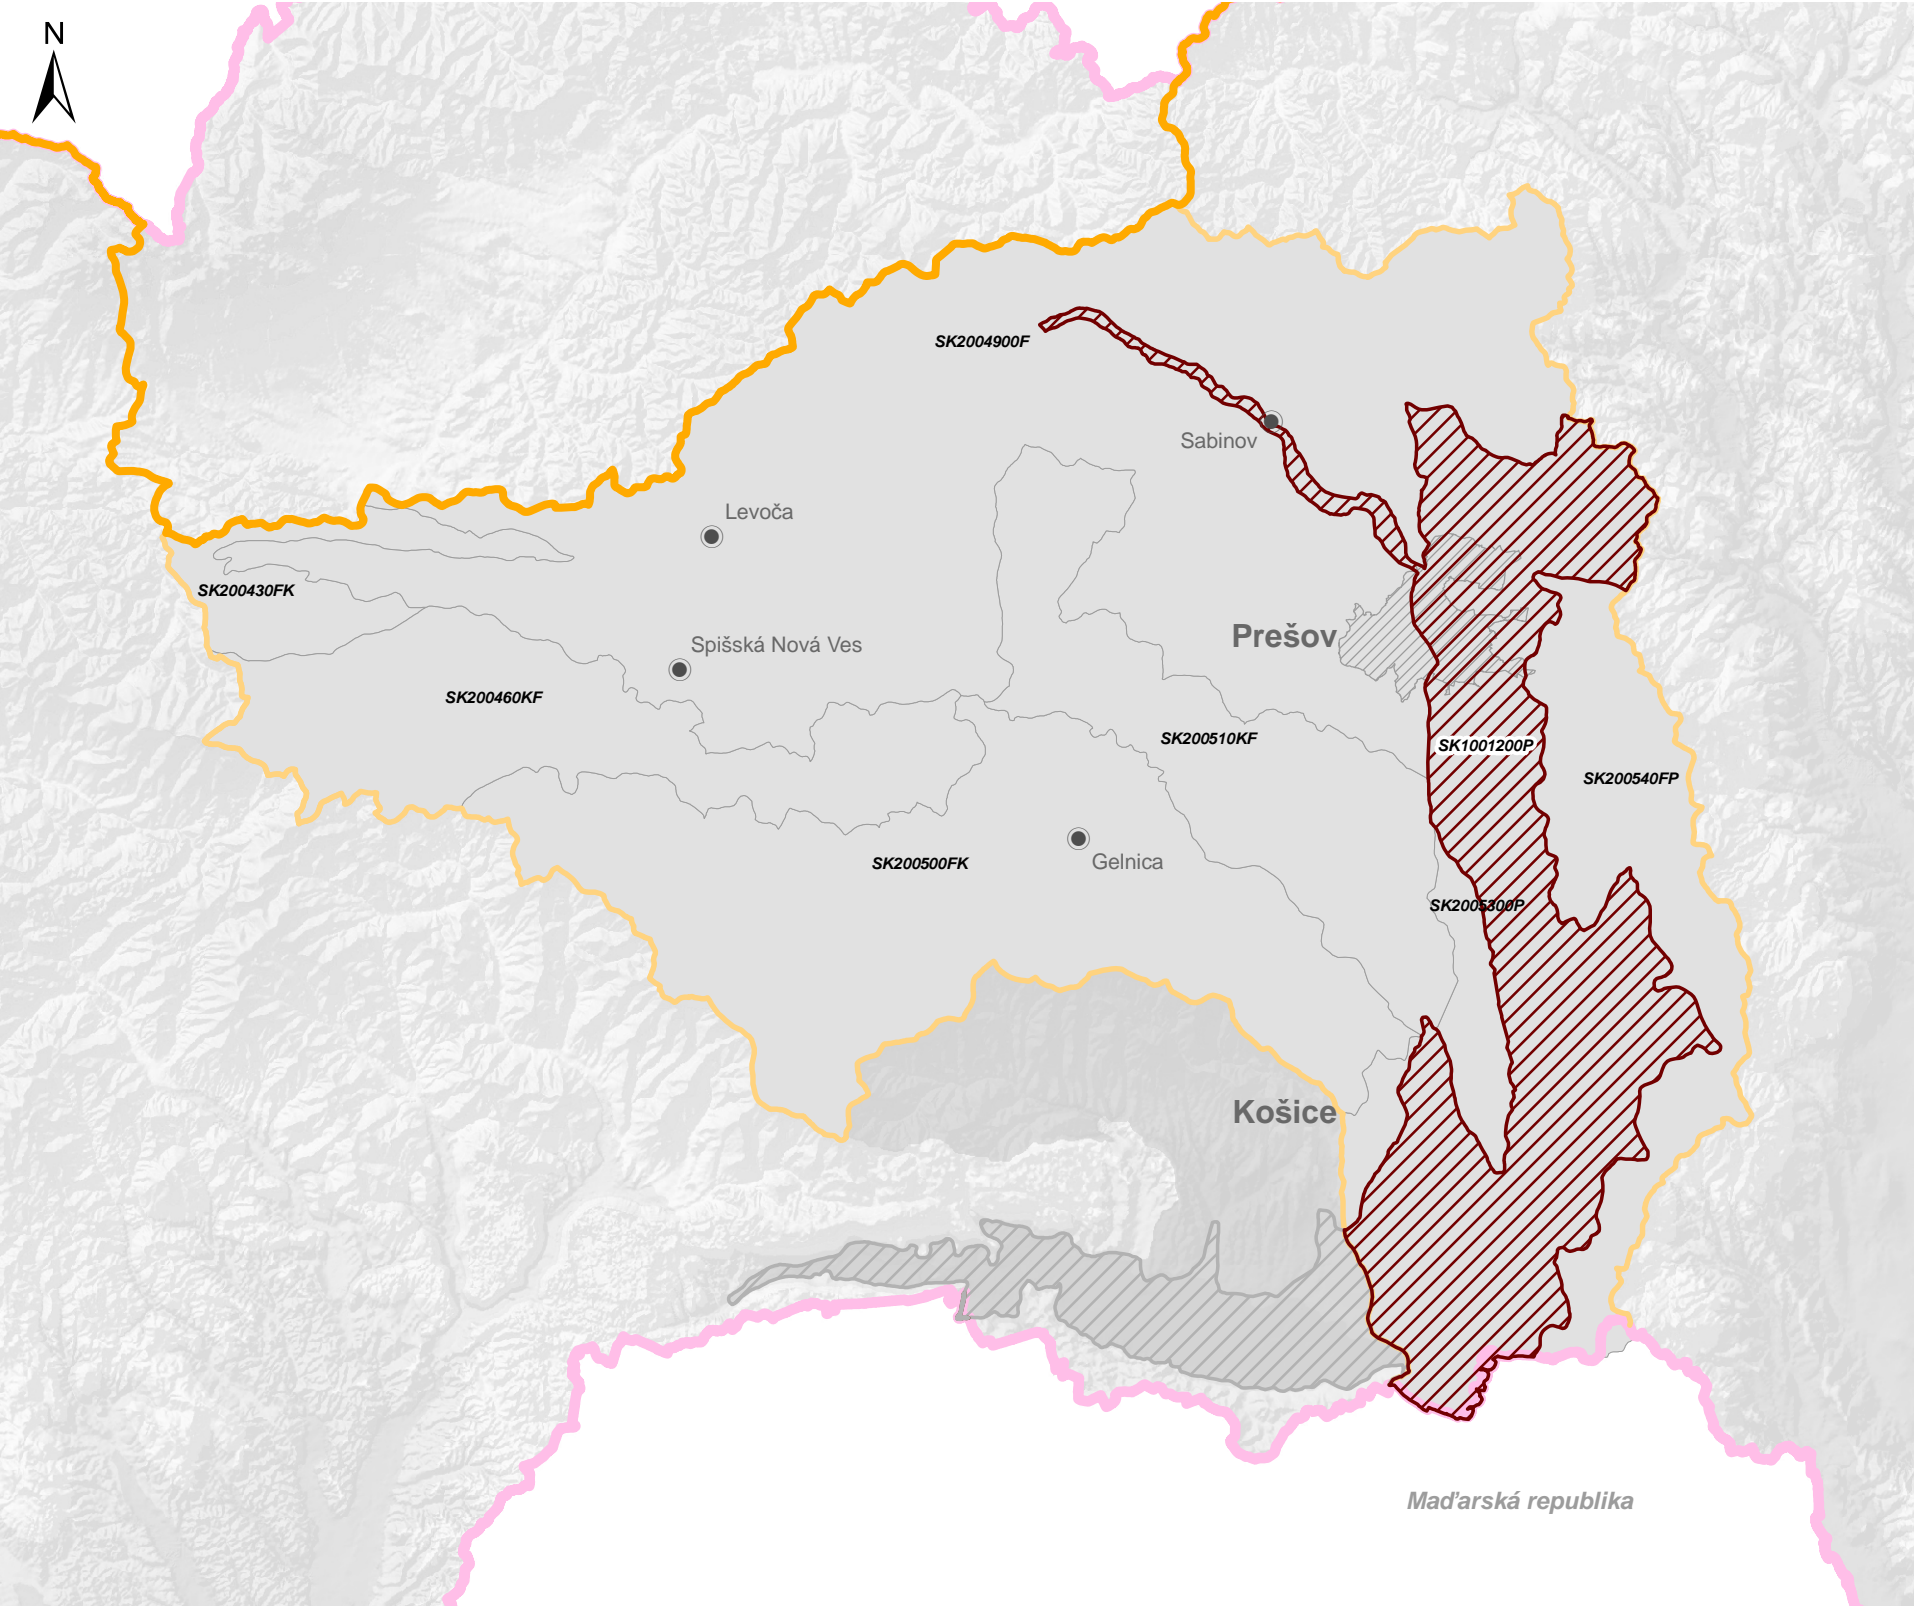 N
SK2004900F
Sabinov
Levoča
SK200430FK
Prešov
Spišská Nová Ves
SK200460KF
SK200510KF
SK1001200P
SK200540FP
SK200500FK
Gelnica
SK2005300P
Košice
Maďarská republika